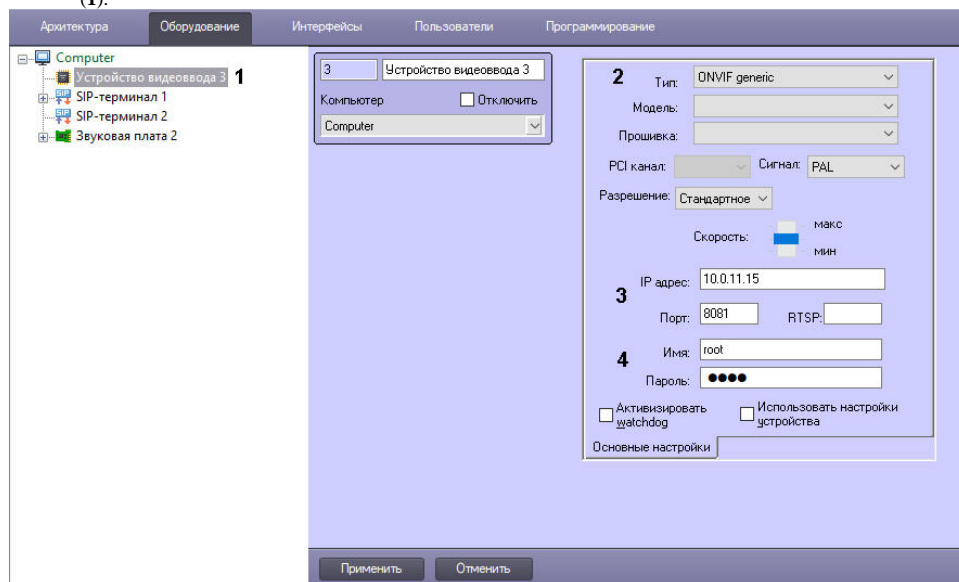 (1).
Архитектура Оборудование Интерфейсы Пользователи Программирование
Computer
Устройство видеоввода 3 1
SIP-терминал 1
SIP-терминал 2
Звуковая плата 2
3 Устройство видеоввода 3
Компьютер Отключить
Computer
2 Тип: ONVIF generic
Модель:
Прошивка:
PCI канал: Сигнал: PAL
Разрешение: Стандартное
Скорость: макс
мин
IP адрес: 10.0.11.15
3
Порт: 8081 RTSP:
Имя: root
4
Пароль: ●●●●
Активизировать watchdog
Использовать настройки устройства
Основные настройки
Применить Отменить